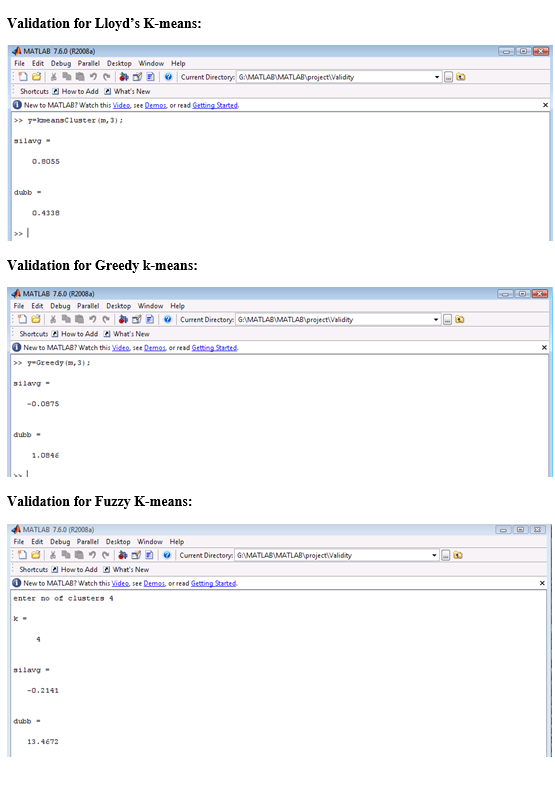 Validation for Lloyd’s K-means:
MATLAB 7.6.0 (R2008a)
File Edit Debug Parallel Desktop Window Help
Current Directory: G:\MATLAB\MATLAB\project\Validity
Shortcuts How to Add What's New
New to MATLAB? Watch this Video, see Demos, or read Getting Started.
>> y=kmeansCluster(m,3);
silavg =
0.8055
dubb =
0.4338
>>
Validation for Greedy k-means:
MATLAB 7.6.0 (R2008a)
File Edit Debug Parallel Desktop Window Help
Current Directory: G:\MATLAB\MATLAB\project\Validity
Shortcuts How to Add What's New
New to MATLAB? Watch this Video, see Demos, or read Getting Started.
>> y=Greedy(m,3);
silavg =
-0.0875
dubb =
1.0846
>>
Validation for Fuzzy K-means:
MATLAB 7.6.0 (R2008a)
File Edit Debug Parallel Desktop Window Help
Current Directory: G:\MATLAB\MATLAB\project\Validity
Shortcuts How to Add What's New
New to MATLAB? Watch this Video, see Demos, or read Getting Started.
enter no of clusters 4
k =
4
silavg =
-0.2141
dubb =
13.4672